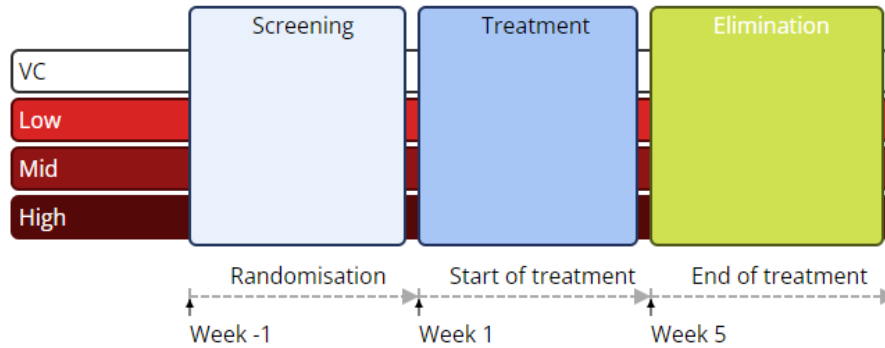 Screening
Treatment
Elimination
VC
Low
Mid
High
Randomisation
Start of treatment
End of treatment
Week -1
Week 1
Week 5